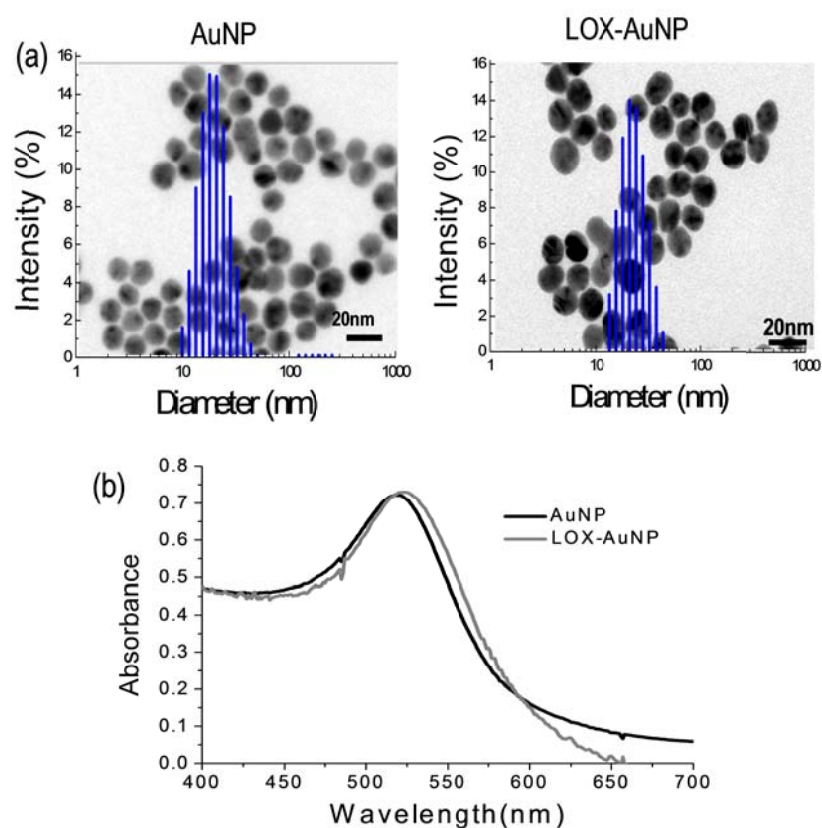 AuNP
LOX-AuNP
(a)
Intensity (%)
16
14
12
10
8
6
4
2
0
20nm
1 10 100 1000
Diameter (nm)
Intensity (%)
16
14
12
10
8
6
4
2
0
20nm
1 10 100 1000
Diameter (nm)
(b)
Absorbance
0.8
0.7
0.6
0.5
0.4
0.3
0.2
0.1
0.0
AuNP
LOX-AuNP
400 450 500 550 600 650 700
Wavelength(nm)